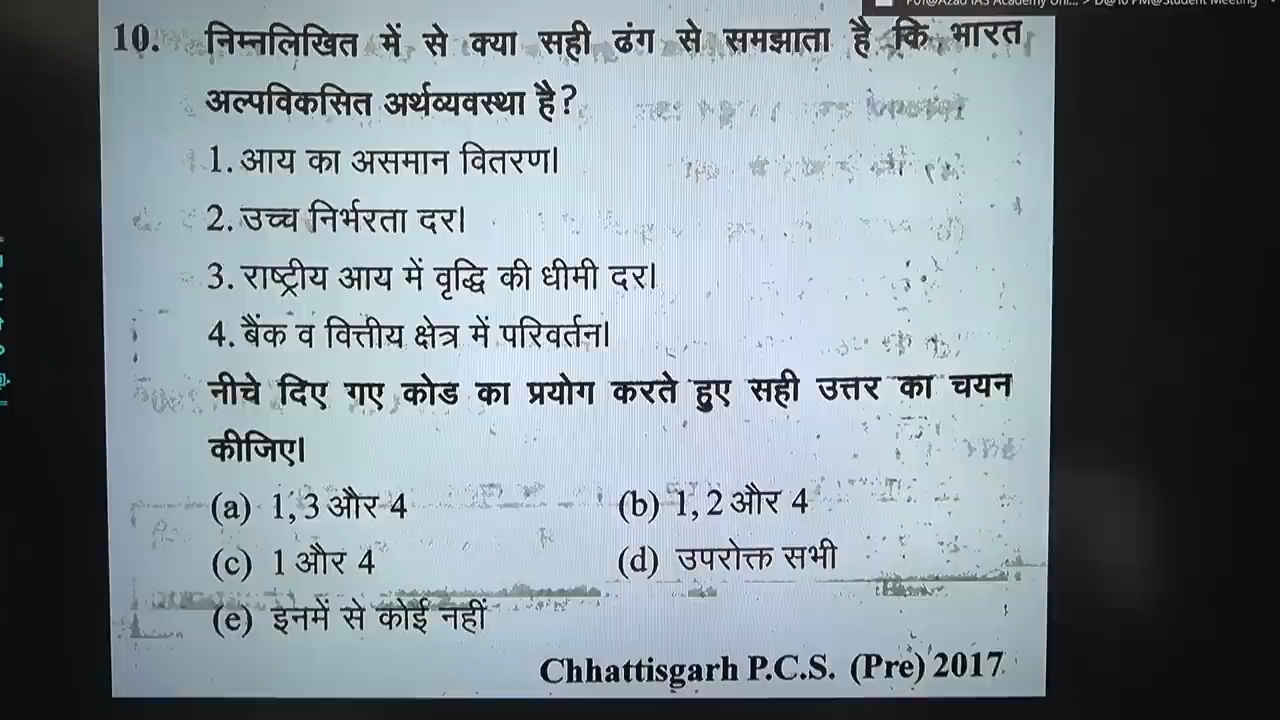 10. निम्नलिखित में से क्या सही ढंग से समझाता है कि भारत
अल्पविकसित अर्थव्यवस्था है?
1. आय का असमान वितरण।
2. उच्च निर्भरता दर।
3. राष्ट्रीय आय में वृद्धि की धीमी दर।
4. बैंक व वित्तीय क्षेत्र में परिवर्तन।
नीचे दिए गए कोड का प्रयोग करते हुए सही उत्तर का चयन
कीजिए।
(a) 1, 3 और 4 (b) 1, 2 और 4
(c) 1 और 4 (d) उपरोक्त सभी
(e) इनमें से कोई नहीं
Chhattisgarh P.C.S. (Pre) 2017